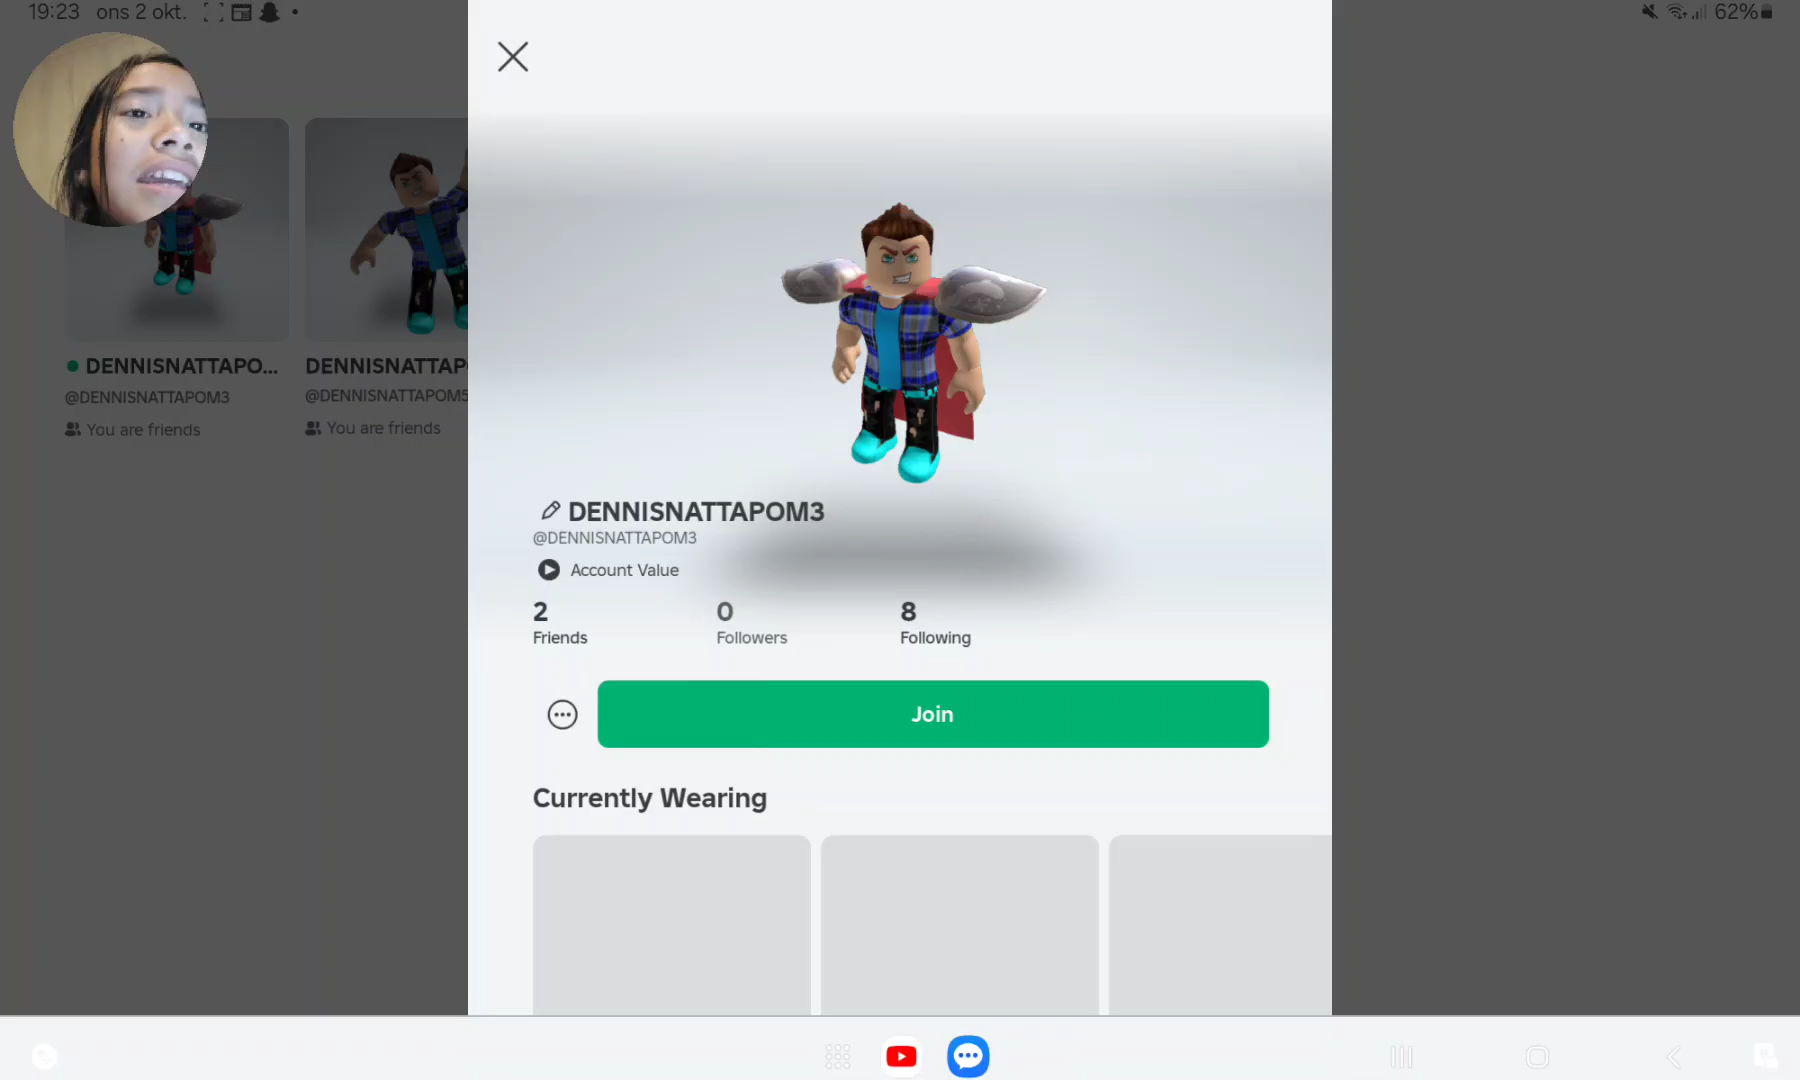 19:23 ons 2 okt.
62%
DENNISNATTAPO...
@DENNISNATTAPOM3
You are friends
DENNISNATTAP
@DENNISNATTAPOM5
You are friends
DENNISNATTAPOM3
@DENNISNATTAPOM3
Account Value
2 0 8
Friends Followers Following
Join
Currently Wearing